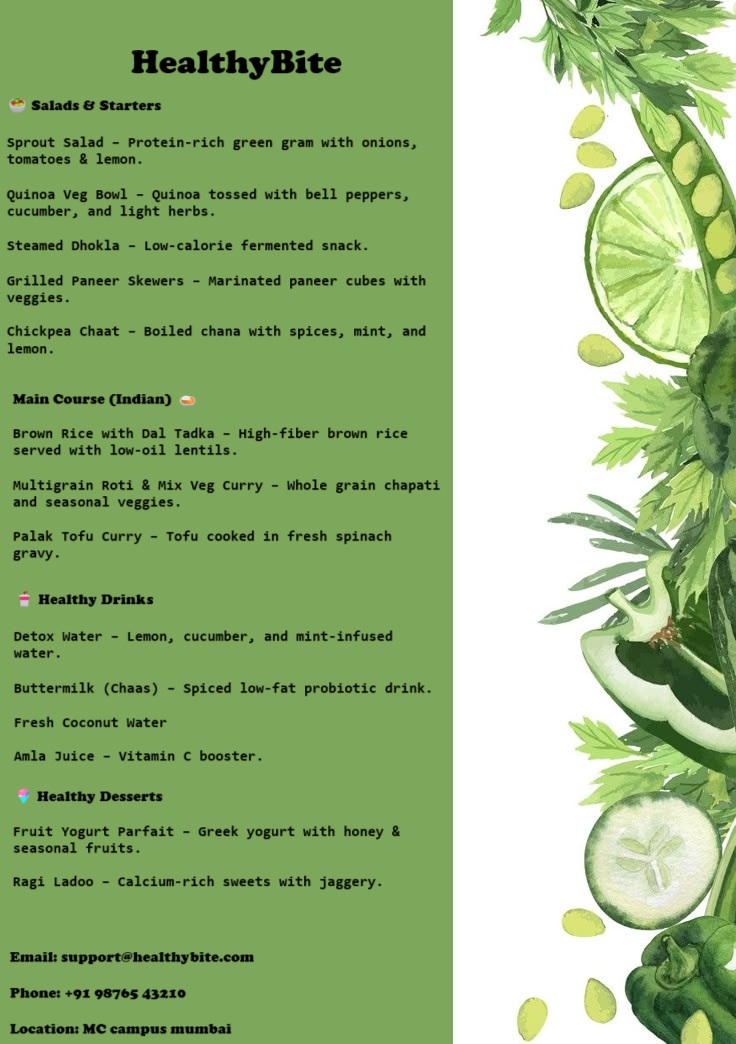 HealthyBite
🥗 Salads & Starters
Sprout Salad – Protein-rich green gram with onions,
tomatoes & lemon.
Quinoa Veg Bowl – Quinoa tossed with bell peppers,
cucumber, and light herbs.
Steamed Dhokla – Low-calorie fermented snack.
Grilled Paneer Skewers – Marinated paneer cubes with
veggies.
Chickpea Chaat – Boiled chana with spices, mint, and
lemon.
Main Course (Indian) 🍛
Brown Rice with Dal Tadka – High-fiber brown rice
served with low-oil lentils.
Multigrain Roti & Mix Veg Curry – Whole grain chapati
and seasonal veggies.
Palak Tofu Curry – Tofu cooked in fresh spinach
gravy.
🥤 Healthy Drinks
Detox Water – Lemon, cucumber, and mint-infused
water.
Buttermilk (Chaas) – Spiced low-fat probiotic drink.
Fresh Coconut Water
Amla Juice – Vitamin C booster.
🍧 Healthy Desserts
Fruit Yogurt Parfait – Greek yogurt with honey &
seasonal fruits.
Ragi Ladoo – Calcium-rich sweets with jaggery.
Email: support@healthybite.com
Phone: +91 98765 43210
Location: MC campus mumbai